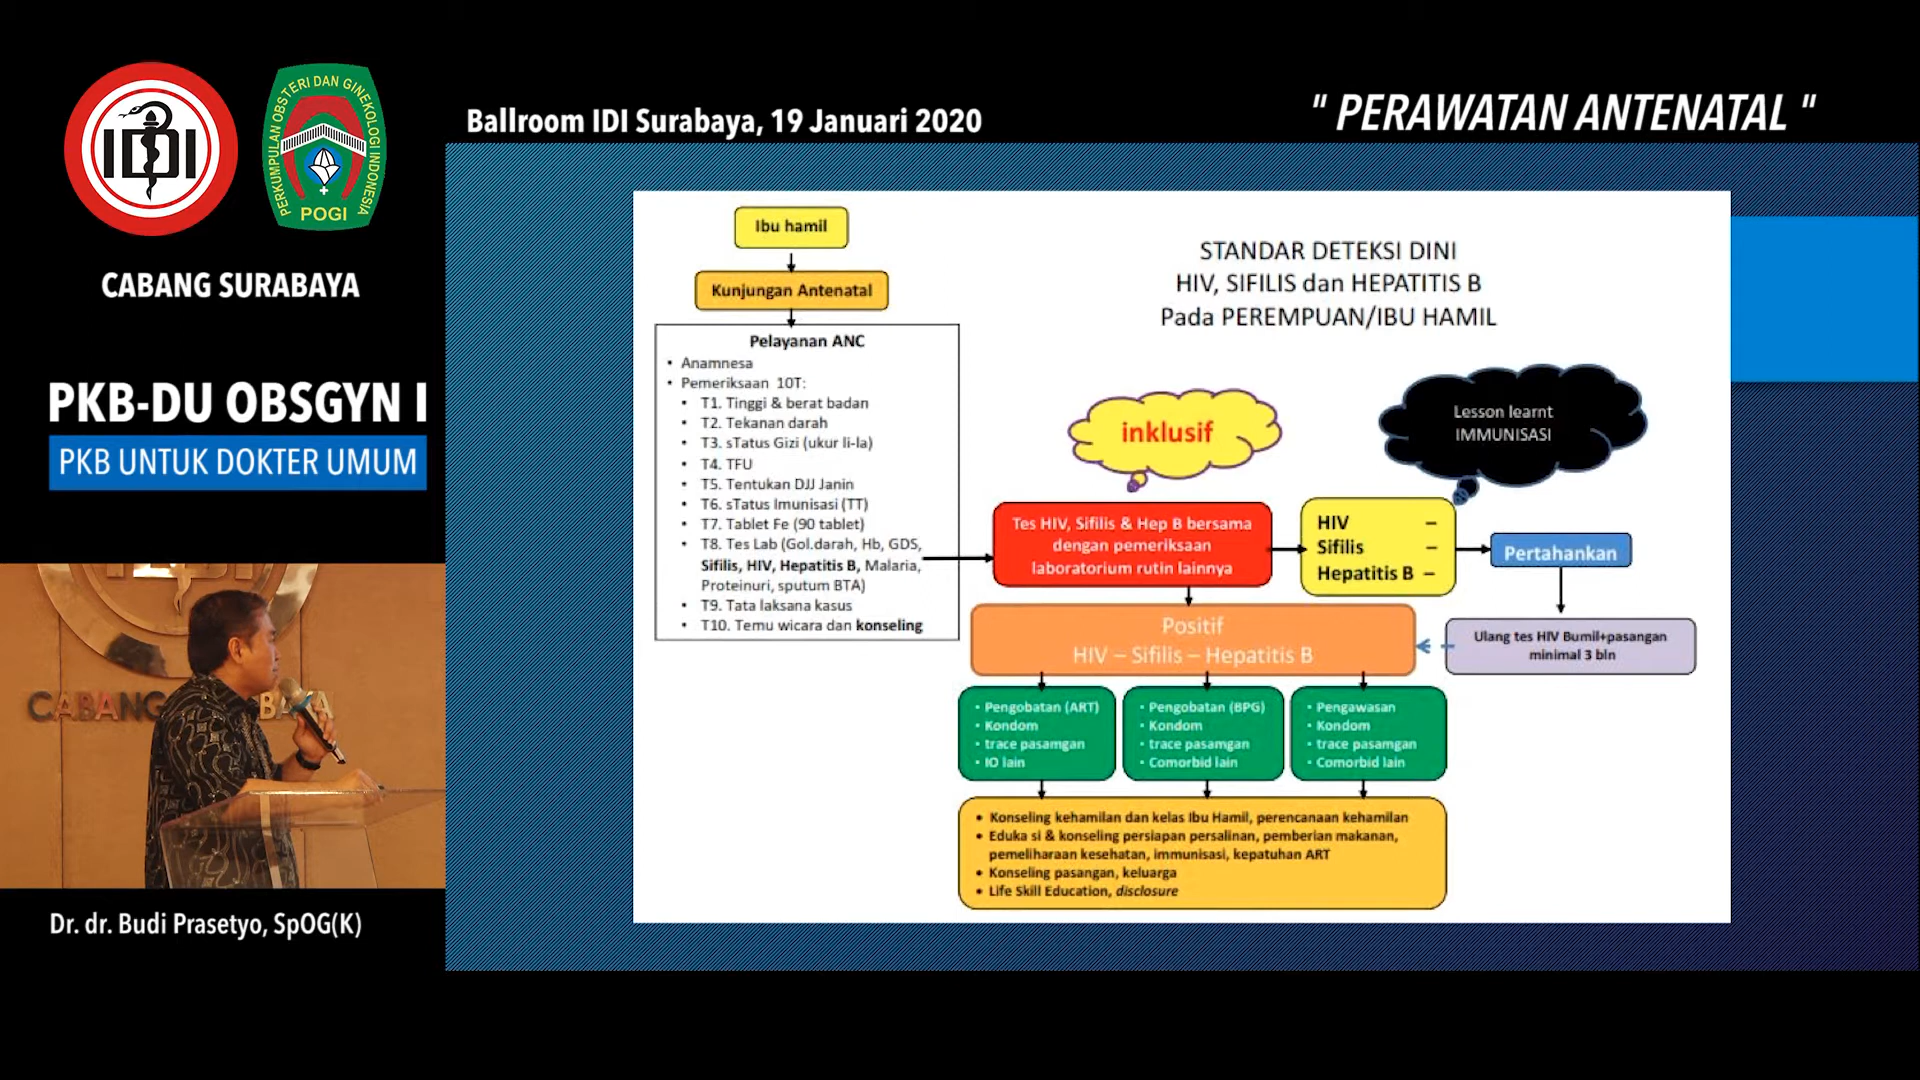 IDI
PERKUMPULAN OBSTERI DAN GINEKOLOGI INDONESIA
POGI
CABANG SURABAYA
PKB-DU OBSGYN I
PKB UNTUK DOKTER UMUM
CABANG
BAYA
Dr. dr. Budi Prasetyo, SpOG(K)
Ballroom IDI Surabaya, 19 Januari 2020
" PERAWATAN ANTENATAL "
STANDAR DETEKSI DINI
HIV, SIFILIS dan HEPATITIS B
Pada PEREMPUAN/IBU HAMIL
Ibu hamil
Kunjungan Antenatal
Pelayanan ANC
• Anamnesa
• Pemeriksaan 10T:
• T1. Tinggi & berat badan
• T2. Tekanan darah
• T3. sTatus Gizi (ukur li-la)
• T4. TFU
• T5. Tentukan DJJ Janin
• T6. sTatus Imunisasi (TT)
• T7. Tablet Fe (90 tablet)
• T8. Tes Lab (Gol.darah, Hb, GDS,
Sifilis, HIV, Hepatitis B, Malaria,
Proteinuri, sputum BTA)
• T9. Tata laksana kasus
• T10. Temu wicara dan konseling
inklusif
Lesson learnt
IMMUNISASI
Tes HIV, Sifilis & Hep B bersama
dengan pemeriksaan
laboratorium rutin lainnya
HIV –
Sifilis –
Hepatitis B –
Pertahankan
Ulang tes HIV Bumil+pasangan
minimal 3 bln
Positif
HIV – Sifilis – Hepatitis B
• Pengobatan (ART)
• Kondom
• trace pasamgan
• IO lain
• Pengobatan (BPG)
• Kondom
• trace pasamgan
• Comorbid lain
• Pengawasan
• Kondom
• trace pasamgan
• Comorbid lain
• Konseling kehamilan dan kelas Ibu Hamil, perencanaan kehamilan
• Eduka si & konseling persiapan persalinan, pemberian makanan,
pemeliharaan kesehatan, immunisasi, kepatuhan ART
• Konseling pasangan, keluarga
• Life Skill Education, disclosure